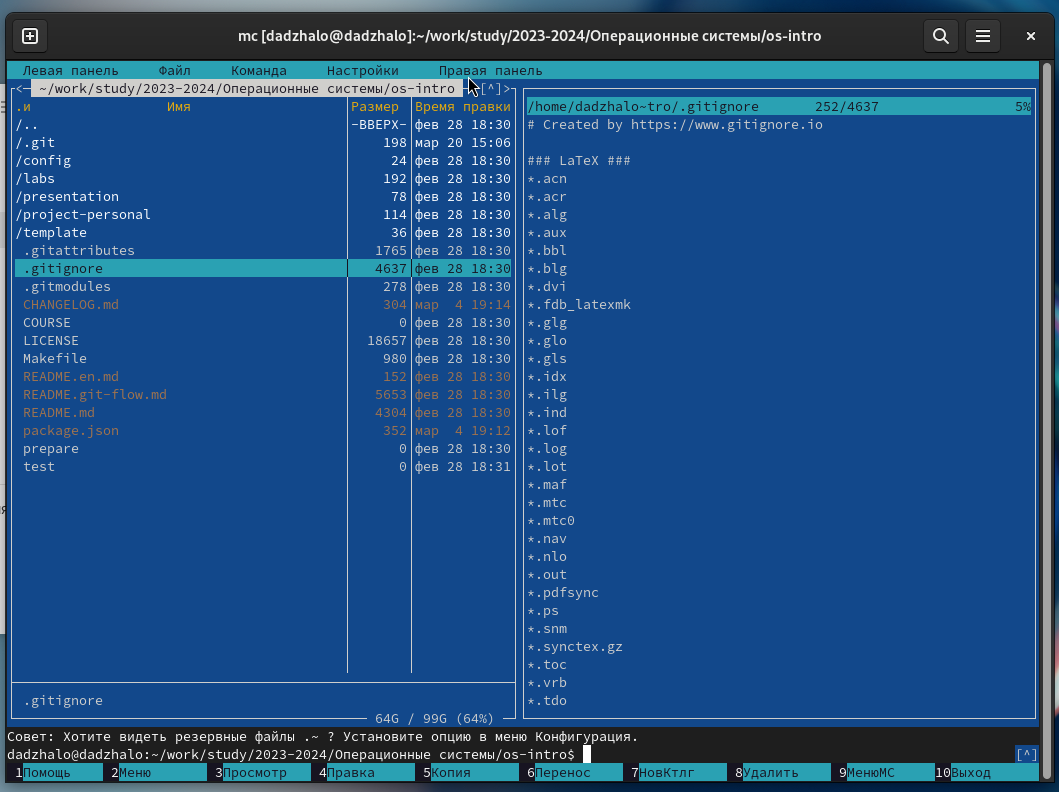 mc [dadzhalo@dadzhalo]:~/work/study/2023-2024/Операционные системы/os-intro
Левая панель Файл Команда Настройки Правая панель
<─ ~/work/study/2023-2024/Операционные системы/os-intro [^]>
.и Имя Размер Время правки
/.. -ВВЕРХ- фев 28 18:30
/.git 198 мар 20 15:06
/config 24 фев 28 18:30
/labs 192 фев 28 18:30
/presentation 78 фев 28 18:30
/project-personal 114 фев 28 18:30
/template 36 фев 28 18:30
.gitattributes 1765 фев 28 18:30
.gitignore 4637 фев 28 18:30
.gitmodules 278 фев 28 18:30
CHANGELOG.md 304 мар 4 19:14
COURSE 0 фев 28 18:30
LICENSE 18657 фев 28 18:30
Makefile 980 фев 28 18:30
README.en.md 152 фев 28 18:30
README.git-flow.md 5653 фев 28 18:30
README.md 4304 фев 28 18:30
package.json 352 мар 4 19:12
prepare 0 фев 28 18:30
test 0 фев 28 18:31
.gitignore
64G / 99G (64%)
/home/dadzhalo~tro/.gitignore 252/4637 5%
# Created by https://www.gitignore.io
### LaTeX ###
*.acn
*.acr
*.alg
*.aux
*.bbl
*.blg
*.dvi
*.fdb_latexmk
*.glg
*.glo
*.gls
*.idx
*.ilg
*.ind
*.lof
*.log
*.lot
*.maf
*.mtc
*.mtc0
*.nav
*.nlo
*.out
*.pdfsync
*.ps
*.snm
*.synctex.gz
*.toc
*.vrb
*.tdo
Совет: Хотите видеть резервные файлы .~ ? Установите опцию в меню Конфигурация.
dadzhalo@dadzhalo:~/work/study/2023-2024/Операционные системы/os-intro$ [^]
1Помощь 2Меню 3Просмотр 4Правка 5Копия 6Перенос 7НовКтлг 8Удалить 9МенюМС 10Выход